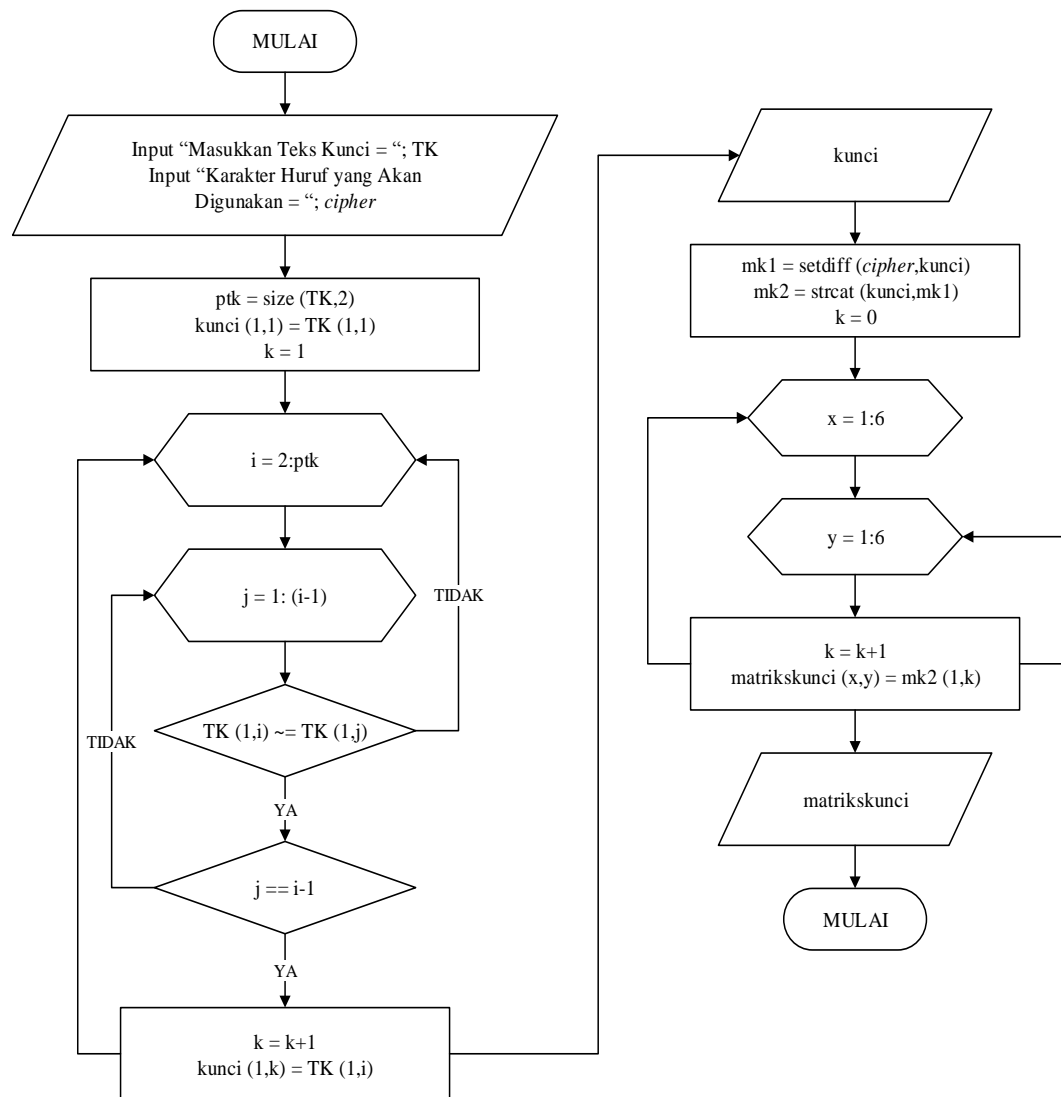 MULAI
Input “Masukkan Teks Kunci = “; TK
Input “Karakter Huruf yang Akan
Digunakan = “; cipher
ptk = size (TK,2)
kunci (1,1) = TK (1,1)
k = 1
i = 2:ptk
j = 1: (i-1)
TIDAK
TK (1,i) ~= TK (1,j)
TIDAK
YA
j == i-1
YA
k = k+1
kunci (1,k) = TK (1,i)
kunci
mk1 = setdiff (cipher,kunci)
mk2 = strcat (kunci,mk1)
k = 0
x = 1:6
y = 1:6
k = k+1
matrikskunci (x,y) = mk2 (1,k)
matrikskunci
MULAI